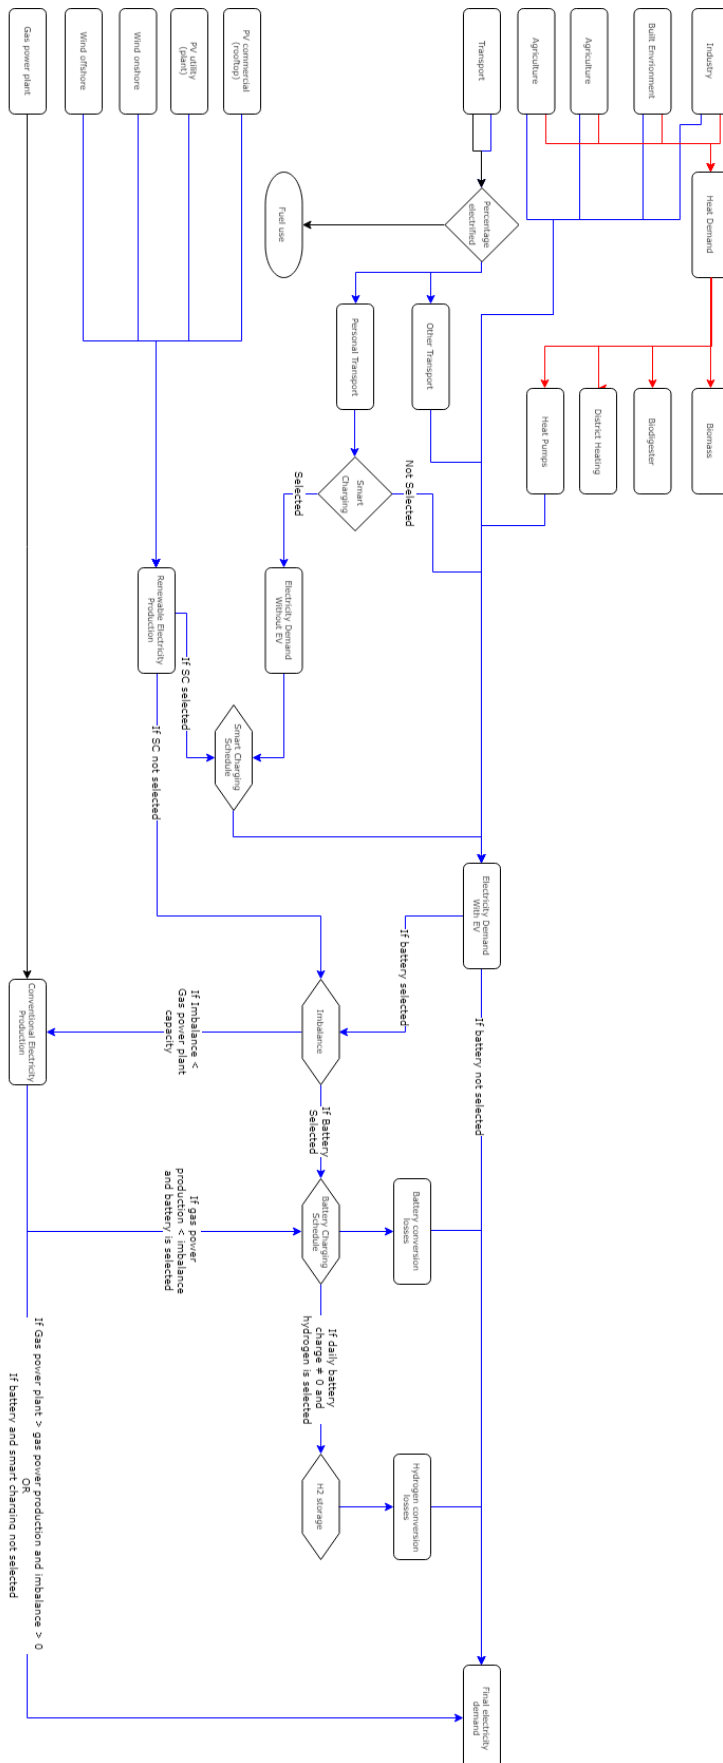 Industry
Built Envrionment
Agriculture
Agriculture
Transport
PV commercial
(rooftop)
PV utility
(plant)
Wind onshore
Wind offshore
Gas power plant
Heat Demand
Percentage
electrified
Fuel use
Biomass
Biodigester
District Heating
Heat Pumps
Other Transport
Personal Transport
Not Selected
Smart
Charging
Selected
Electricity Demand
Without EV
Renewable Electricity
Production
If SC selected
If SC not selected
Smart Charging
Schedule
Electricity Demand
With EV
If battery selected
If battery not selected
Imbalance
If Imbalance <
Gas power plant
capacity
Conventional Electricity
Production
If Battery
Selected
Battery conversion
losses
Battery Charging
Schedule
If gas power
production < imbalance
and battery is selected
If daily battery
charge ≠ 0 and
hydrogen is selected
Hydrogen conversion
losses
H2 storage
If Gas power plant > gas power production and imbalance > 0
OR
If battery and smart charging not selected
Final electricity
demand